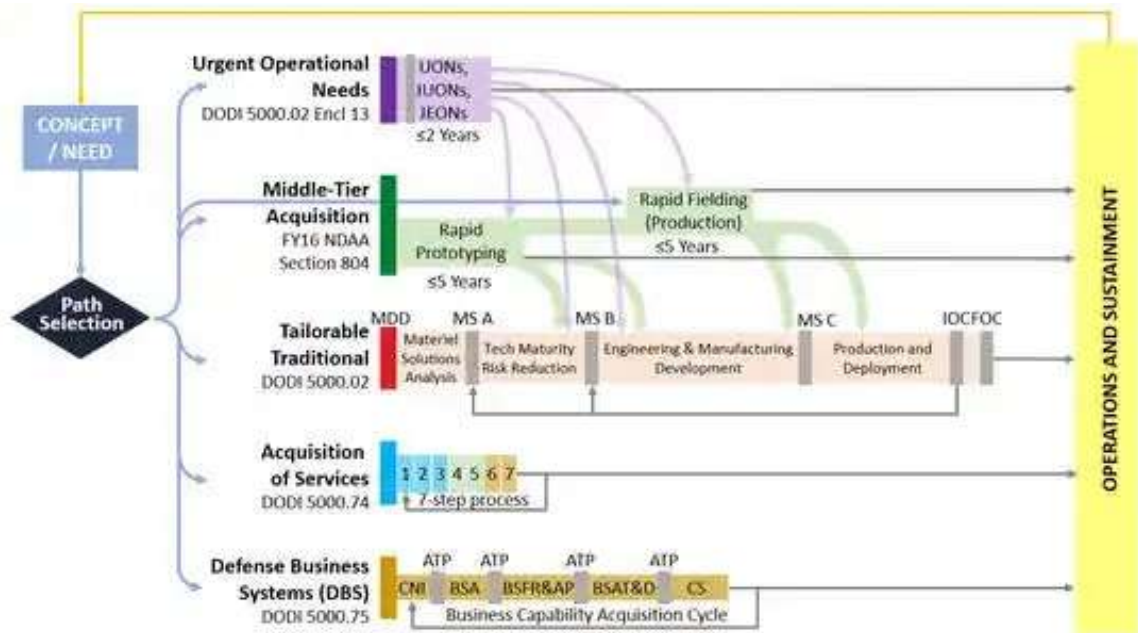 CONCEPT
/ NEED
Path
Selection
Urgent Operational
Needs
DODI 5000.02 Encl 13
UONs,
IUONs,
JEONs
≤2 Years
Middle-Tier
Acquisition
FY16 NDAA
Section 804
Rapid
Prototyping
≤5 Years
Rapid Fielding
(Production)
≤5 Years
Tailorable
Traditional
DODI 5000.02
MDD
Materiel
Solutions
Analysis
MS A
Tech Maturity
Risk Reduction
MS B
Engineering & Manufacturing
Development
MS C
Production and
Deployment
IOC FOC
Acquisition
of Services
DODI 5000.74
1 2 3 4 5 6 7
7-step process
Defense Business
Systems (DBS)
DODI 5000.75
ATP ATP ATP ATP
CNI BSA BSFR&AP BSAT&D CS
Business Capability Acquisition Cycle
OPERATIONS AND SUSTAINMENT